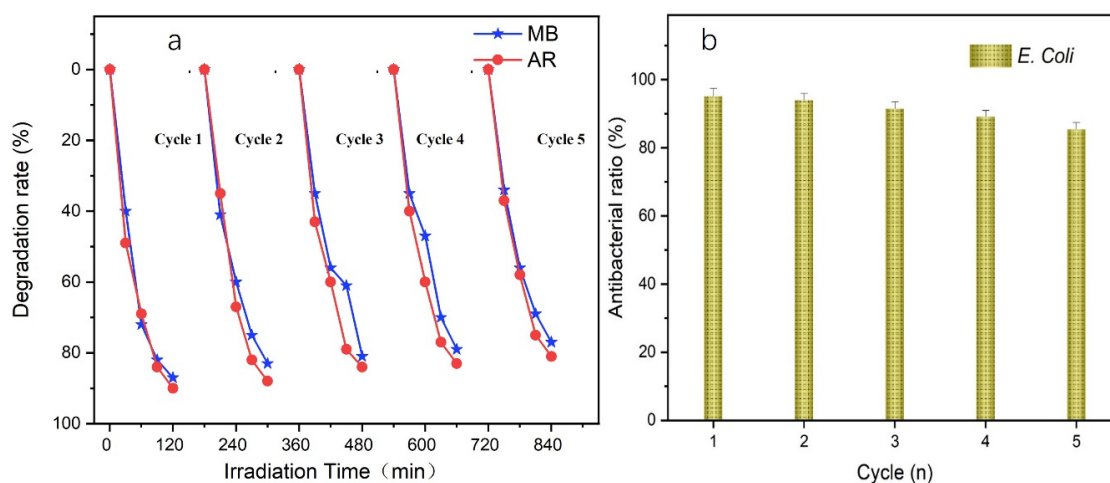 a
MB
AR
0
20
40
60
80
100
Degradation rate (%)
Cycle 1
Cycle 2
Cycle 3
Cycle 4
Cycle 5
0 120 240 360 480 600 720 840
Irradiation Time（min）
b
E. Coli
100
80
60
40
20
0
Antibacterial ratio (%)
1 2 3 4 5
Cycle (n)